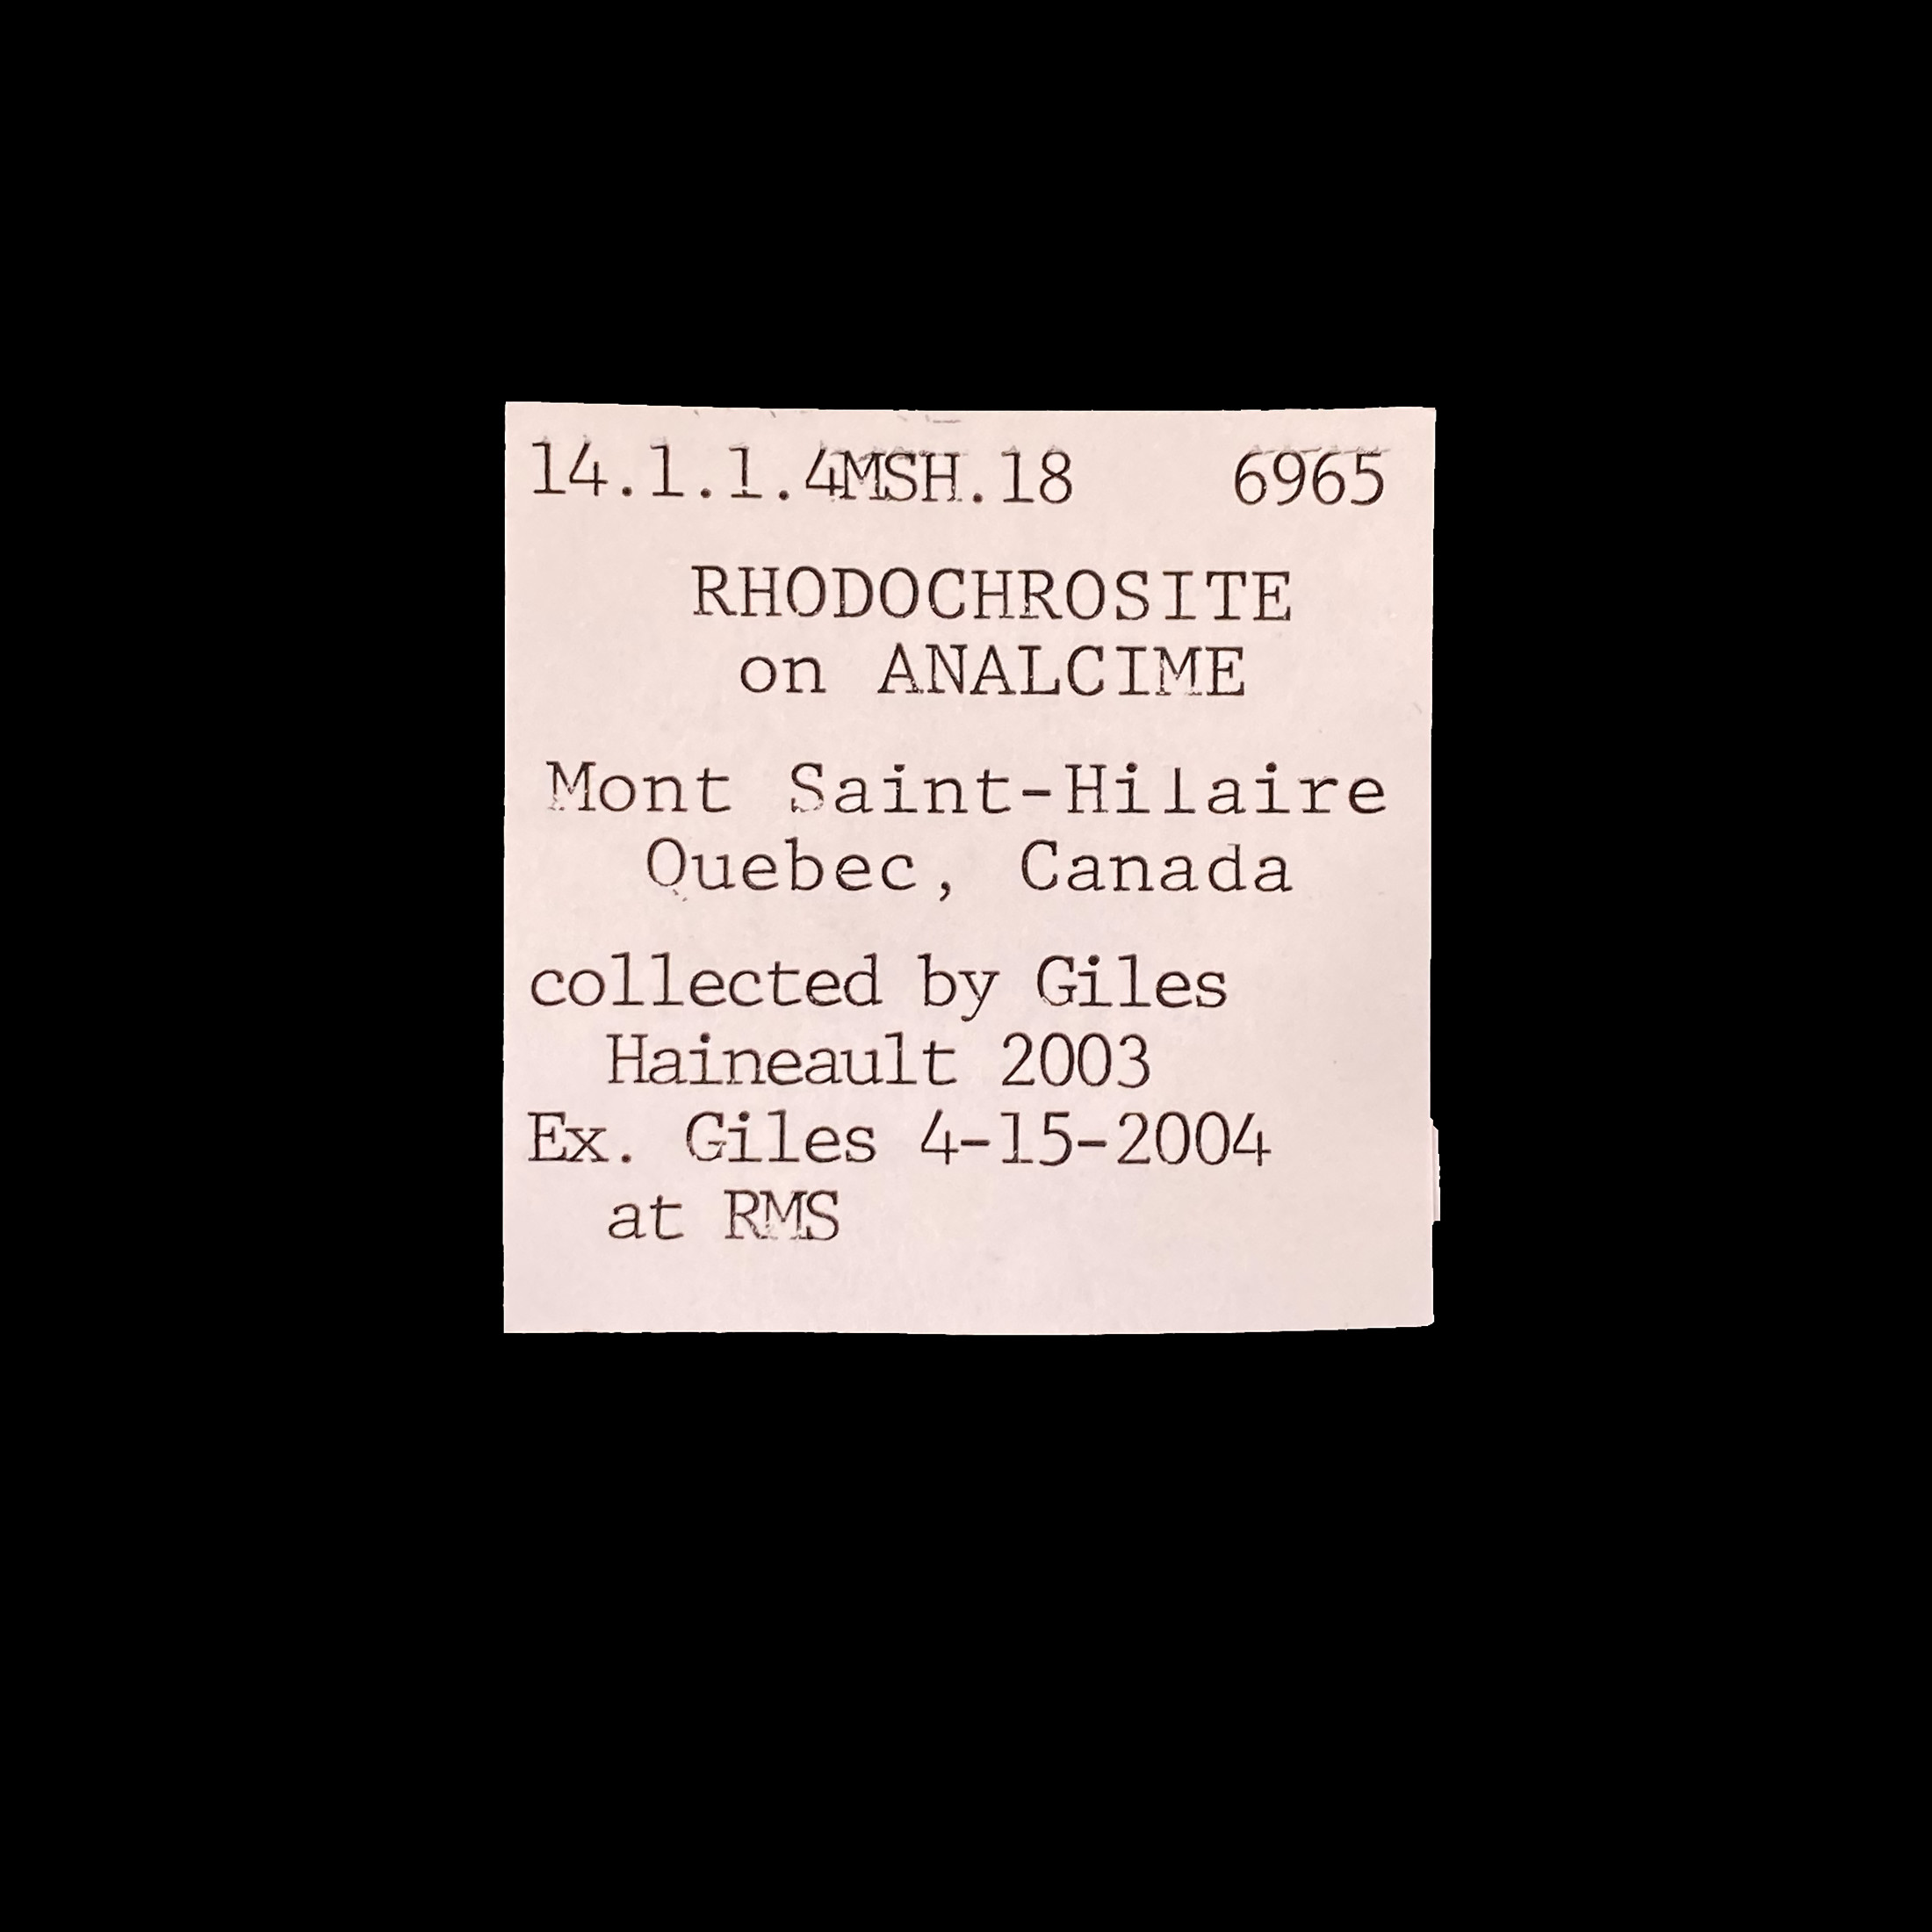 14.1.1.4MSH.18 6965
RHODOCHROSITE
on ANALCIME
Mont Saint-Hilaire
Quebec, Canada
collected by Giles
Haineault 2003
Ex. Giles 4-15-2004
at RMS